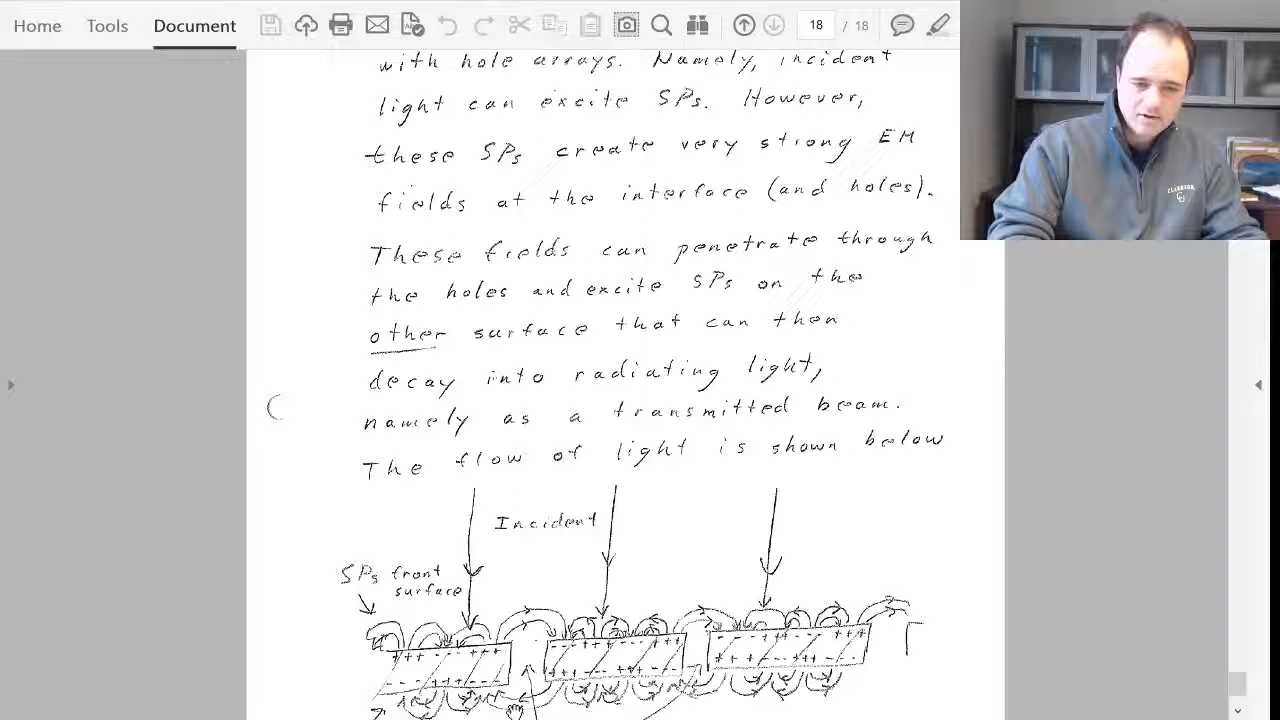 Home Tools Document 18 / 18
with hole arrays. Namely, incident
light can excite SPs. However,
these SPs create very strong EM
fields at the interface (and holes).
These fields can penetrate through
the holes and excite SPs on the
other surface that can then
decay into radiating light,
namely as a transmitted beam.
The flow of light is shown below
Incident
SPs front
surface
--- +++ --- +++
+++ --- +++ ---
CLARKSON